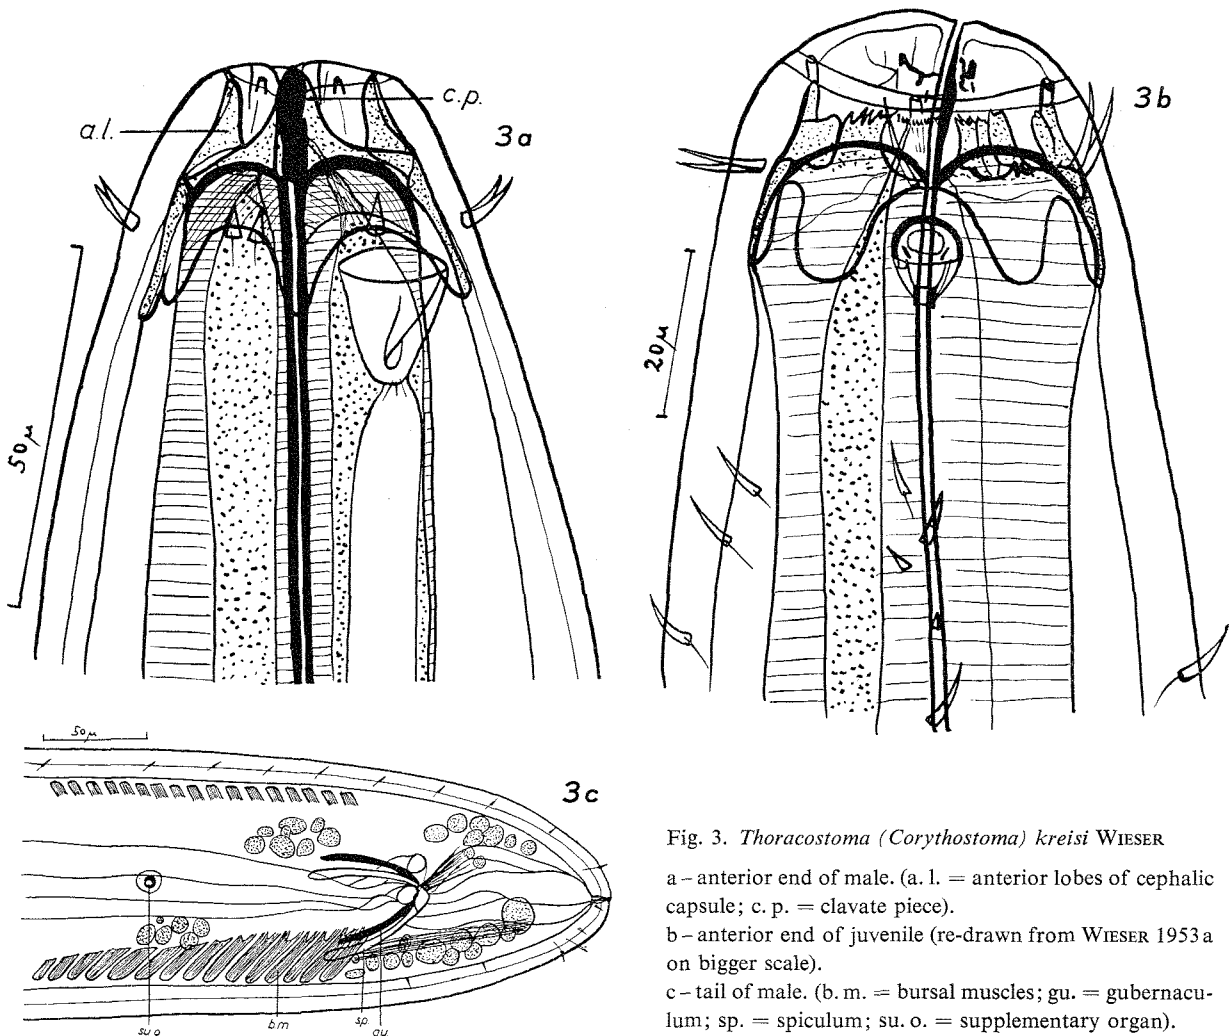 c.p.
a.l.
3a
3b
50µ
20µ
50µ
3c
su.o.
b.m.
sp.
gu.
Fig. 3. Thoracostoma (Corythostoma) kreisi WIESER
a – anterior end of male. (a. l. = anterior lobes of cephalic
capsule; c. p. = clavate piece).
b – anterior end of juvenile (re-drawn from WIESER 1953a
on bigger scale).
c – tail of male. (b. m. = bursal muscles; gu. = gubernacu-
lum; sp. = spiculum; su. o. = supplementary organ).